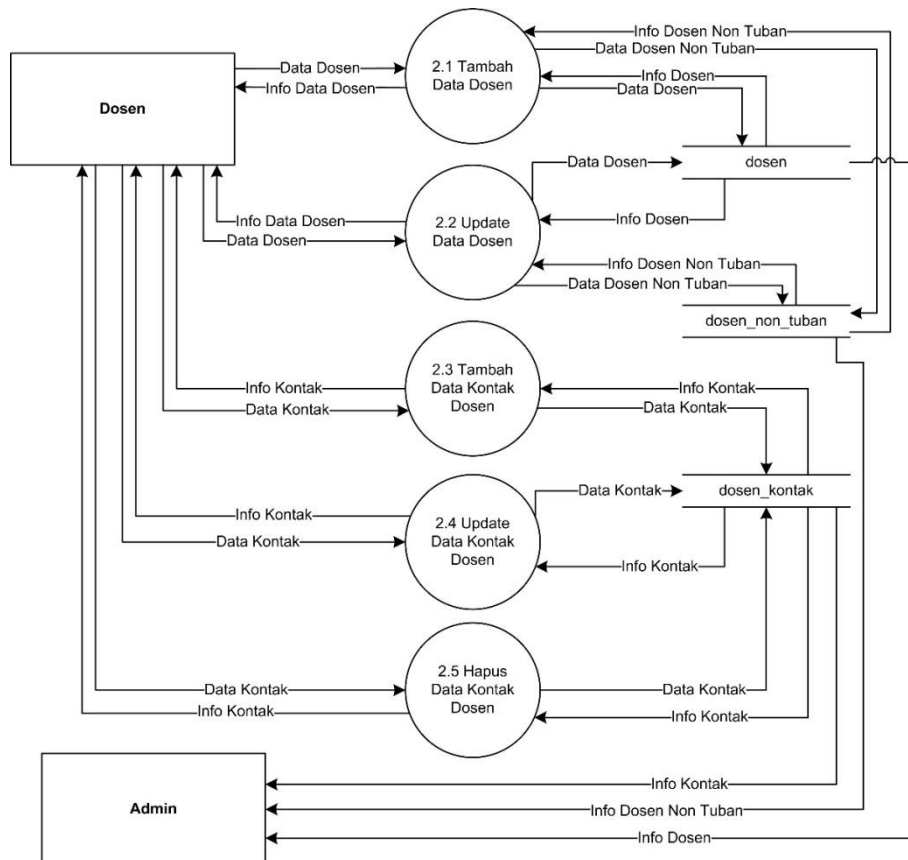 Info Dosen Non Tuban
Data Dosen Non Tuban
Data Dosen
Info Data Dosen
2.1 Tambah
Data Dosen
Info Dosen
Data Dosen
Dosen
dosen
Data Dosen
Info Data Dosen
Data Dosen
2.2 Update
Data Dosen
Info Dosen
Info Dosen Non Tuban
Data Dosen Non Tuban
dosen_non_tuban
Info Kontak
Data Kontak
2.3 Tambah
Data Kontak
Dosen
Info Kontak
Data Kontak
dosen_kontak
Info Kontak
Data Kontak
2.4 Update
Data Kontak
Dosen
Data Kontak
Info Kontak
Data Kontak
Info Kontak
2.5 Hapus
Data Kontak
Dosen
Data Kontak
Info Kontak
Admin
Info Kontak
Info Dosen Non Tuban
Info Dosen